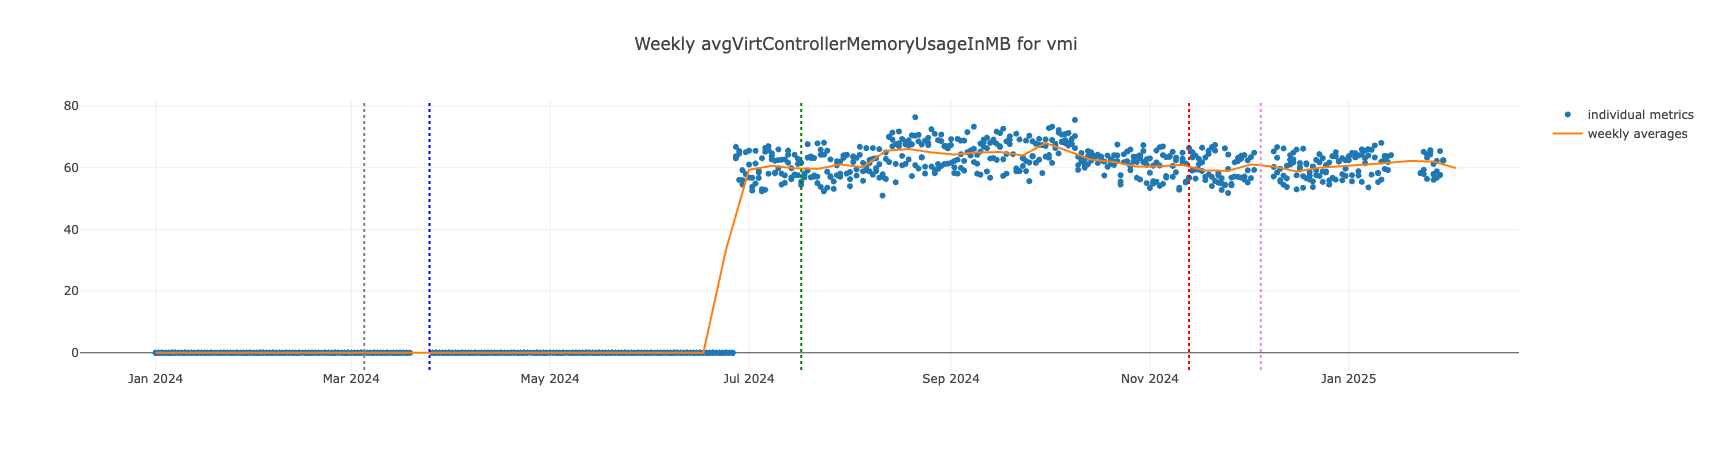 Weekly avgVirtControllerMemoryUsageInMB for vmi
80
60
40
20
0
Jan 2024
Mar 2024
May 2024
Jul 2024
Sep 2024
Nov 2024
Jan 2025
individual metrics
weekly averages